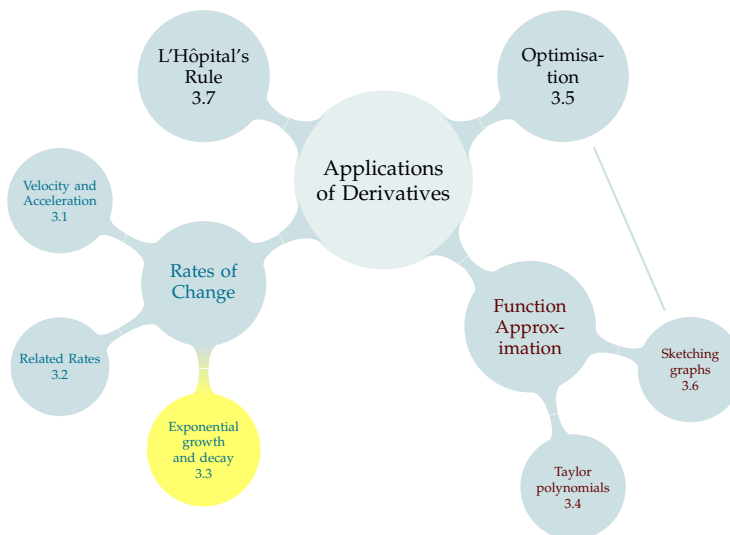 L'Hôpital's
Rule
3.7
Optimisa-
tion
3.5
Applications
of Derivatives
Velocity and
Acceleration
3.1
Rates of
Change
Function
Approx-
imation
Related Rates
3.2
Sketching
graphs
3.6
Exponential
growth
and decay
3.3
Taylor
polynomials
3.4